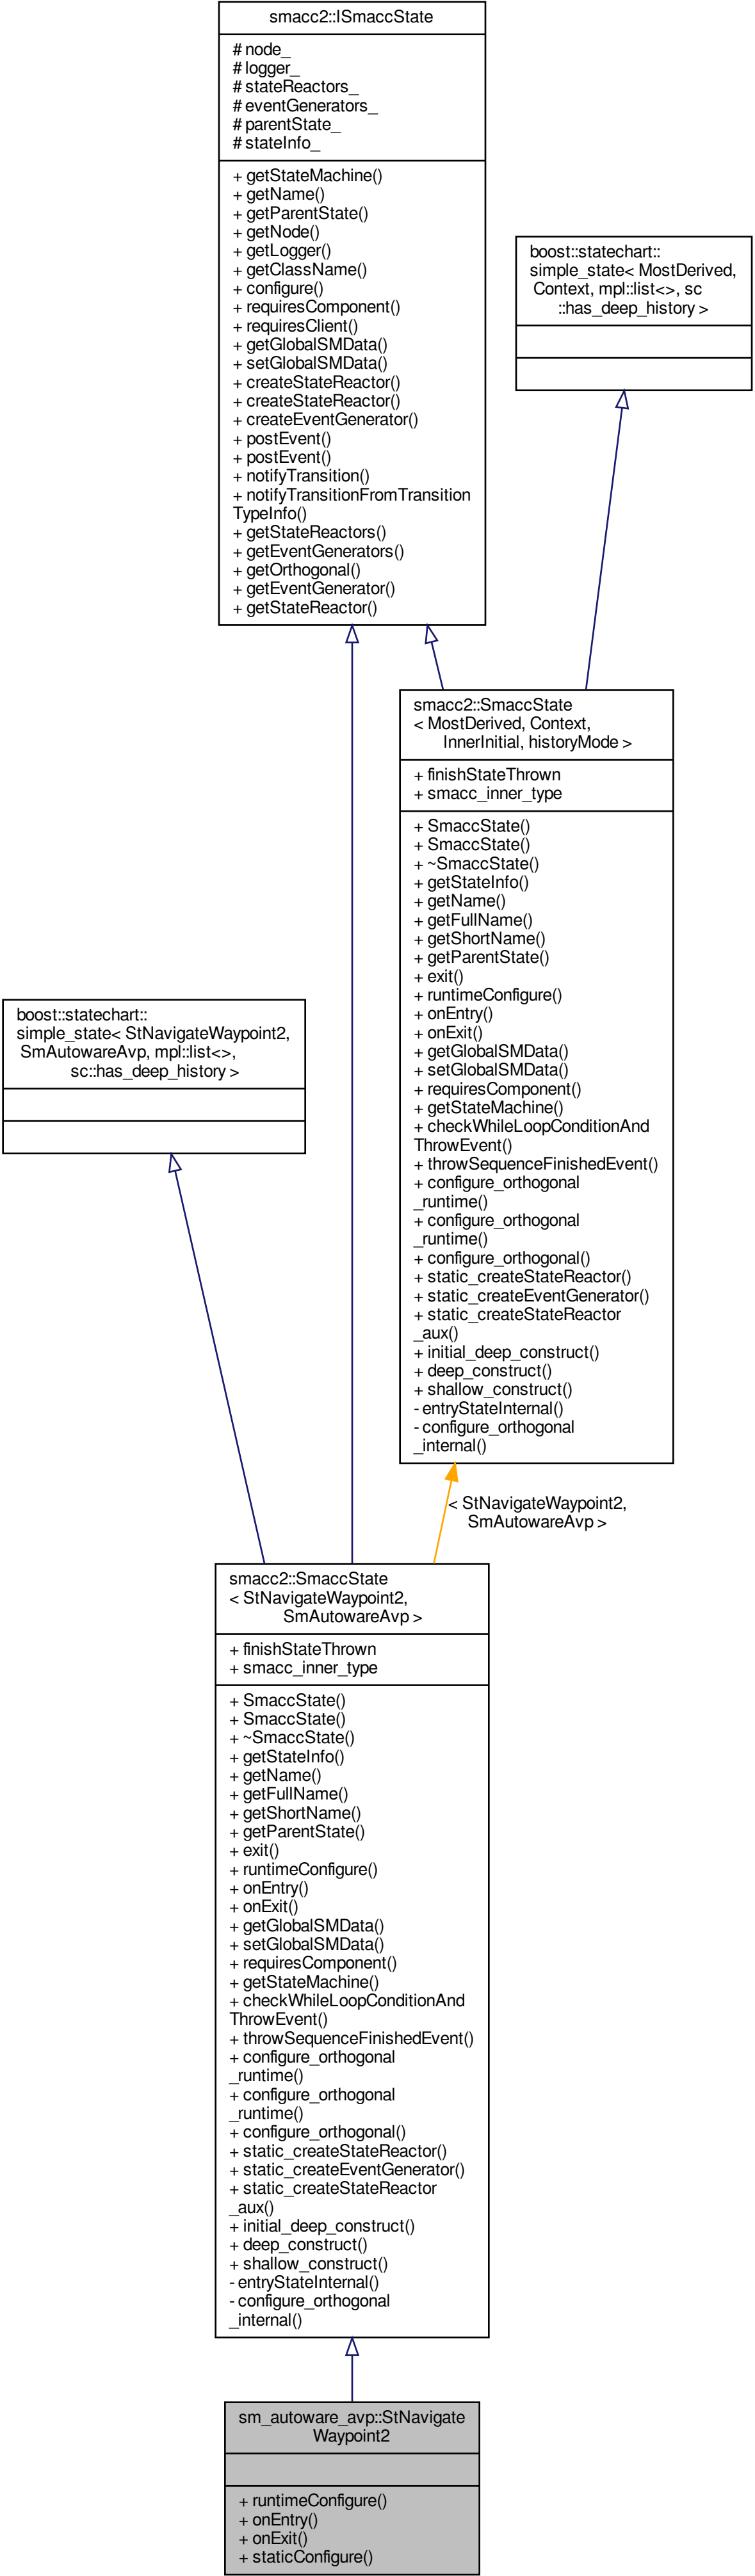 smacc2::ISmaccState
# node_
# logger_
# stateReactors_
# eventGenerators_
# parentState_
# stateInfo_
+ getStateMachine()
+ getName()
+ getParentState()
+ getNode()
+ getLogger()
+ getClassName()
+ configure()
+ requiresComponent()
+ requiresClient()
+ getGlobalSMData()
+ setGlobalSMData()
+ createStateReactor()
+ createStateReactor()
+ createEventGenerator()
+ postEvent()
+ postEvent()
+ notifyTransition()
+ notifyTransitionFromTransition
TypeInfo()
+ getStateReactors()
+ getEventGenerators()
+ getOrthogonal()
+ getEventGenerator()
+ getStateReactor()
boost::statechart::
simple_state< MostDerived,
Context, mpl::list<>, sc
::has_deep_history >
smacc2::SmaccState
< MostDerived, Context,
InnerInitial, historyMode >
+ finishStateThrown
+ smacc_inner_type
+ SmaccState()
+ SmaccState()
+ ~SmaccState()
+ getStateInfo()
+ getName()
+ getFullName()
+ getShortName()
+ getParentState()
+ exit()
+ runtimeConfigure()
+ onEntry()
+ onExit()
+ getGlobalSMData()
+ setGlobalSMData()
+ requiresComponent()
+ getStateMachine()
+ checkWhileLoopConditionAnd
ThrowEvent()
+ throwSequenceFinishedEvent()
+ configure_orthogonal
_runtime()
+ configure_orthogonal
_runtime()
+ configure_orthogonal()
+ static_createStateReactor()
+ static_createEventGenerator()
+ static_createStateReactor
_aux()
+ initial_deep_construct()
+ deep_construct()
+ shallow_construct()
- entryStateInternal()
- configure_orthogonal
_internal()
boost::statechart::
simple_state< StNavigateWaypoint2,
SmAutowareAvp, mpl::list<>,
sc::has_deep_history >
< StNavigateWaypoint2,
SmAutowareAvp >
smacc2::SmaccState
< StNavigateWaypoint2,
SmAutowareAvp >
+ finishStateThrown
+ smacc_inner_type
+ SmaccState()
+ SmaccState()
+ ~SmaccState()
+ getStateInfo()
+ getName()
+ getFullName()
+ getShortName()
+ getParentState()
+ exit()
+ runtimeConfigure()
+ onEntry()
+ onExit()
+ getGlobalSMData()
+ setGlobalSMData()
+ requiresComponent()
+ getStateMachine()
+ checkWhileLoopConditionAnd
ThrowEvent()
+ throwSequenceFinishedEvent()
+ configure_orthogonal
_runtime()
+ configure_orthogonal
_runtime()
+ configure_orthogonal()
+ static_createStateReactor()
+ static_createEventGenerator()
+ static_createStateReactor
_aux()
+ initial_deep_construct()
+ deep_construct()
+ shallow_construct()
- entryStateInternal()
- configure_orthogonal
_internal()
sm_autoware_avp::StNavigate
Waypoint2
+ runtimeConfigure()
+ onEntry()
+ onExit()
+ staticConfigure()